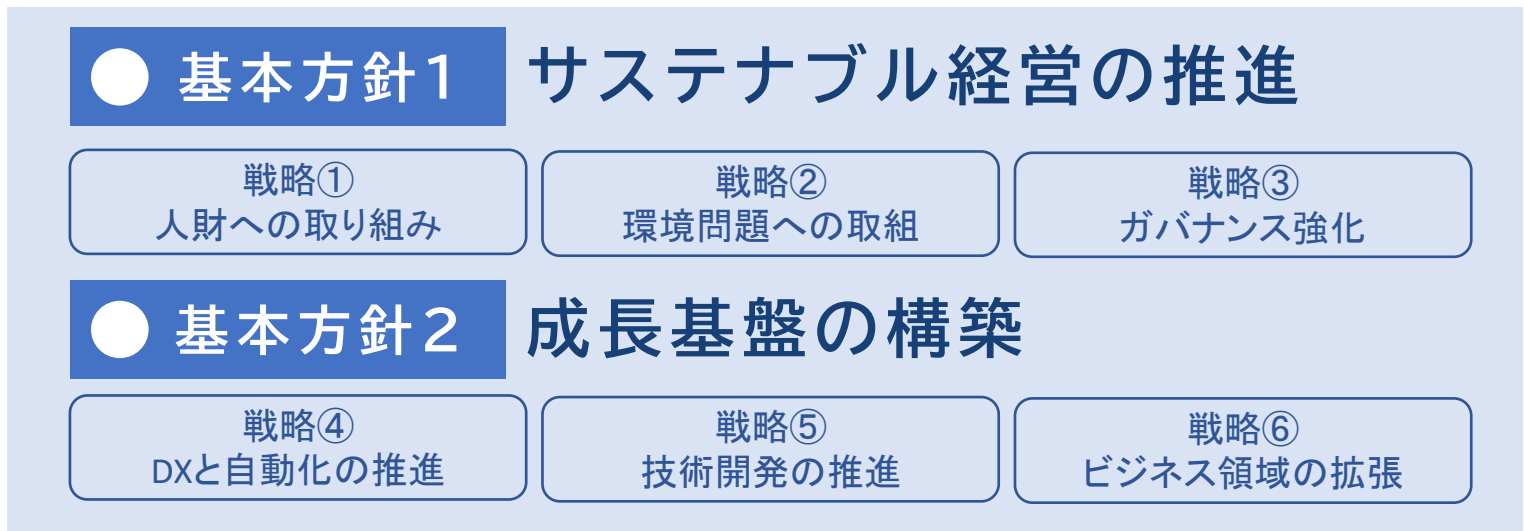 ● 基本方針1 サステナブル経営の推進
戦略①
人財への取り組み
戦略②
環境問題への取組
戦略③
ガバナンス強化
● 基本方針2 成長基盤の構築
戦略④
DXと自動化の推進
戦略⑤
技術開発の推進
戦略⑥
ビジネス領域の拡張